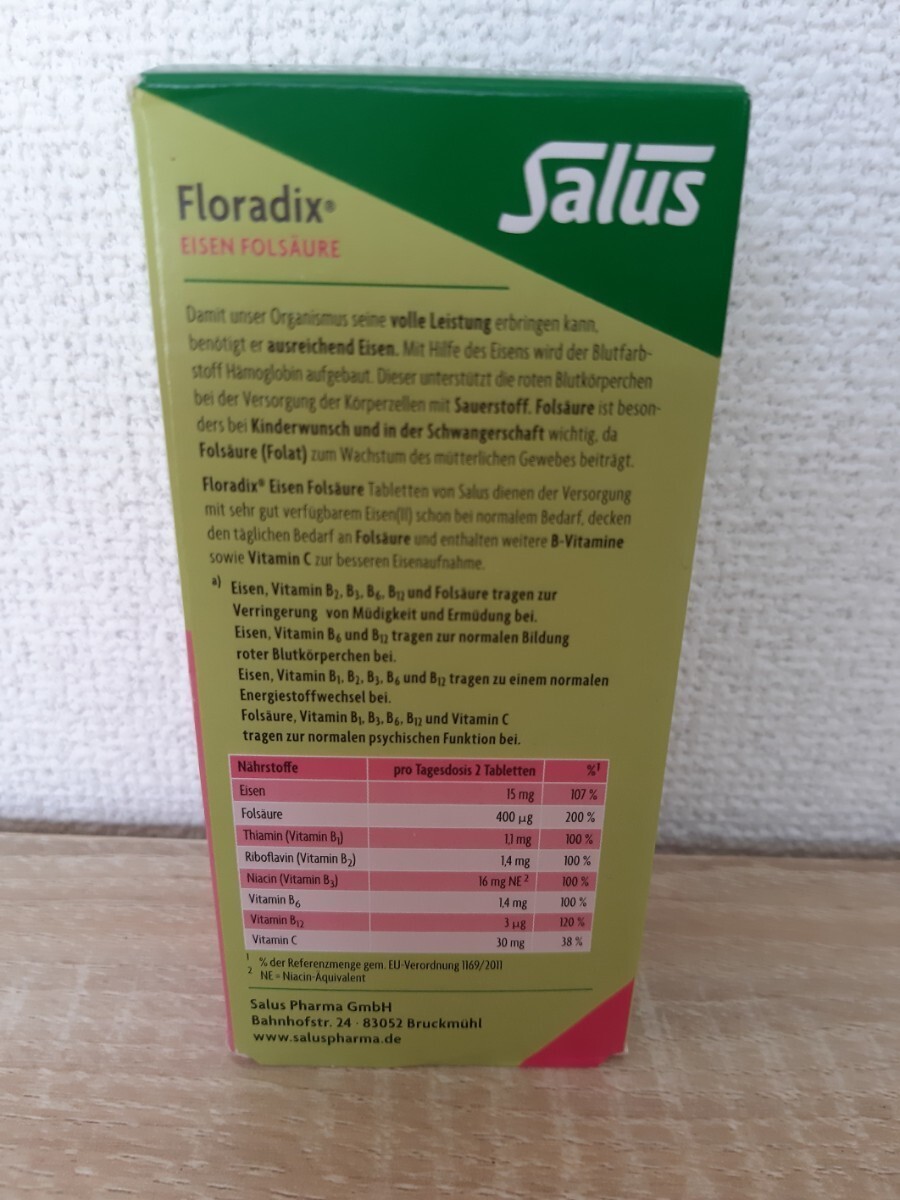 Salus
Floradix®
EISEN FOLSÄURE
Damit unser Organismus seine volle Leistung erbringen kann,
benötigt er ausreichend Eisen. Mit Hilfe des Eisens wird der Blutfarb-
stoff Hämoglobin aufgebaut. Dieser unterstützt die roten Blutkörperchen
bei der Versorgung der Körperzellen mit Sauerstoff. Folsäure ist beson-
ders bei Kinderwunsch und in der Schwangerschaft wichtig, da
Folsäure (Folat) zum Wachstum des mütterlichen Gewebes beiträgt.
Floradix® Eisen Folsäure Tabletten von Salus dienen der Versorgung
mit sehr gut verfügbarem Eisen(II) schon bei normalem Bedarf, decken
den täglichen Bedarf an Folsäure und enthalten weitere B-Vitamine
sowie Vitamin C zur besseren Eisenaufnahme.
a) Eisen, Vitamin B₂, B₃, B₆, B₁₂ und Folsäure tragen zur
Verringerung von Müdigkeit und Ermüdung bei.
Eisen, Vitamin B₆ und B₁₂ tragen zur normalen Bildung
roter Blutkörperchen bei.
Eisen, Vitamin B₁, B₂, B₃, B₆ und B₁₂ tragen zu einem normalen
Energiestoffwechsel bei.
Folsäure, Vitamin B₁, B₃, B₆, B₁₂ und Vitamin C
tragen zur normalen psychischen Funktion bei.
Nährstoffe pro Tagesdosis 2 Tabletten %¹
Eisen 15 mg 107 %
Folsäure 400 µg 200 %
Thiamin (Vitamin B₁) 1,1 mg 100 %
Riboflavin (Vitamin B₂) 1,4 mg 100 %
Niacin (Vitamin B₃) 16 mg NE² 100 %
Vitamin B₆ 1,4 mg 100 %
Vitamin B₁₂ 3 µg 120 %
Vitamin C 30 mg 38 %
¹ % der Referenzmenge gem. EU-Verordnung 1169/2011
² NE = Niacin-Äquivalent
Salus Pharma GmbH
Bahnhofstr. 24 · 83052 Bruckmühl
www.saluspharma.de